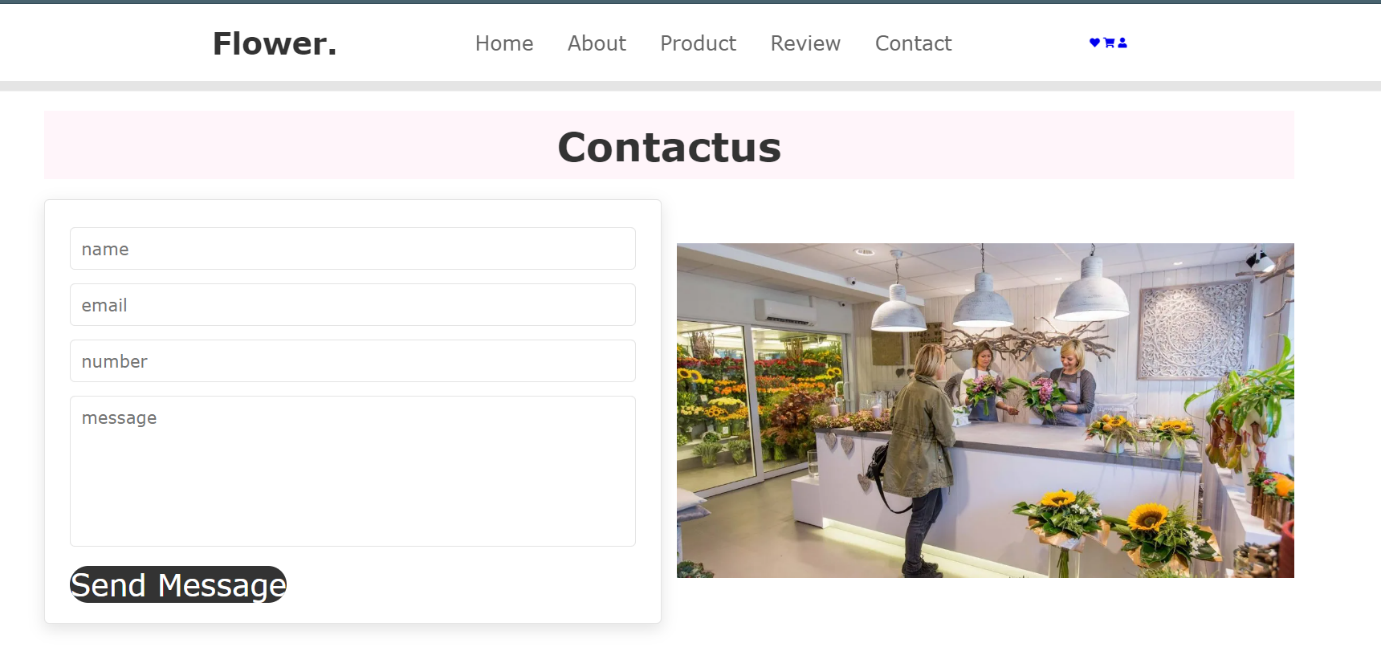 Flower.
Home About Product Review Contact
Contactus
name
email
number
message
Send Message